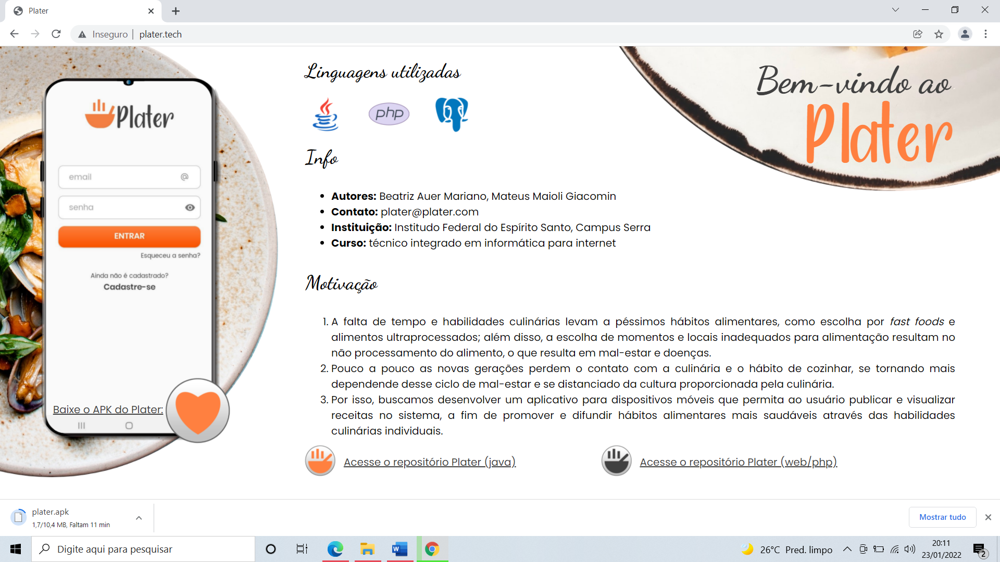 Plater
Inseguro | plater.tech
Plater
email @
senha
ENTRAR
Esqueceu a senha?
Ainda não é cadastrado?
Cadastre-se
Baixe o APK do Plater:
Linguagens utilizadas
php
Info
Autores: Beatriz Auer Mariano, Mateus Maioli Giacomin
Contato: plater@plater.com
Instituição: Institudo Federal do Espírito Santo, Campus Serra
Curso: técnico integrado em informática para internet
Motivação
1. A falta de tempo e habilidades culinárias levam a péssimos hábitos alimentares, como escolha por fast foods e
alimentos ultraprocessados; além disso, a escolha de momentos e locais inadequados para alimentação resultam no
não processamento do alimento, o que resulta em mal-estar e doenças.
2. Pouco a pouco as novas gerações perdem o contato com a culinária e o hábito de cozinhar, se tornando mais
dependende desse ciclo de mal-estar e se distanciado da cultura proporcionada pela culinária.
3. Por isso, buscamos desenvolver um aplicativo para dispositivos móveis que permita ao usuário publicar e visualizar
receitas no sistema, a fim de promover e difundir hábitos alimentares mais saudáveis através das habilidades
culinárias individuais.
Acesse o repositório Plater (java)
Acesse o repositório Plater (web/php)
Bem-vindo ao
Plater
plater.apk
1,7/10,4 MB, Faltam 11 min
Mostrar tudo
Digite aqui para pesquisar
W
26°C Pred. limpo
20:11
23/01/2022
2